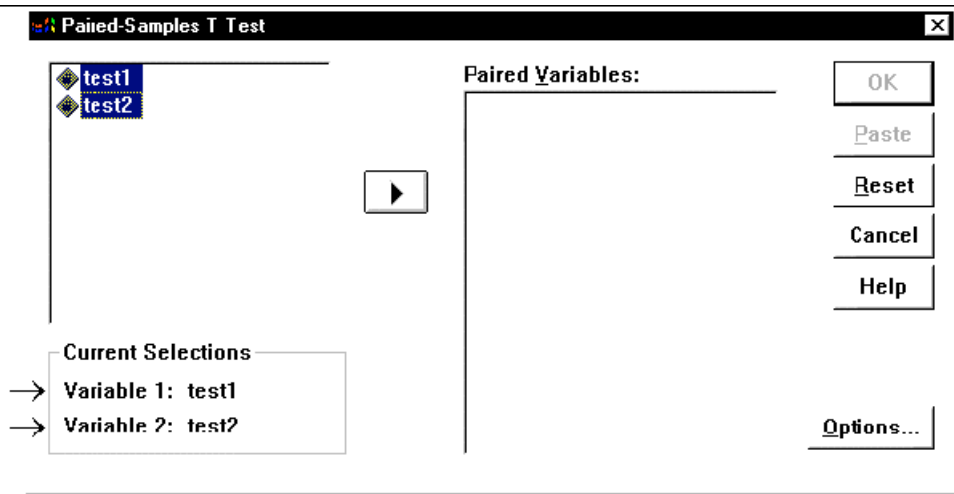 Paired-Samples T Test
test1
test2
Paired Variables:
OK
Paste
Reset
Cancel
Help
Current Selections
Variable 1: test1
Variable 2: test2
Options...